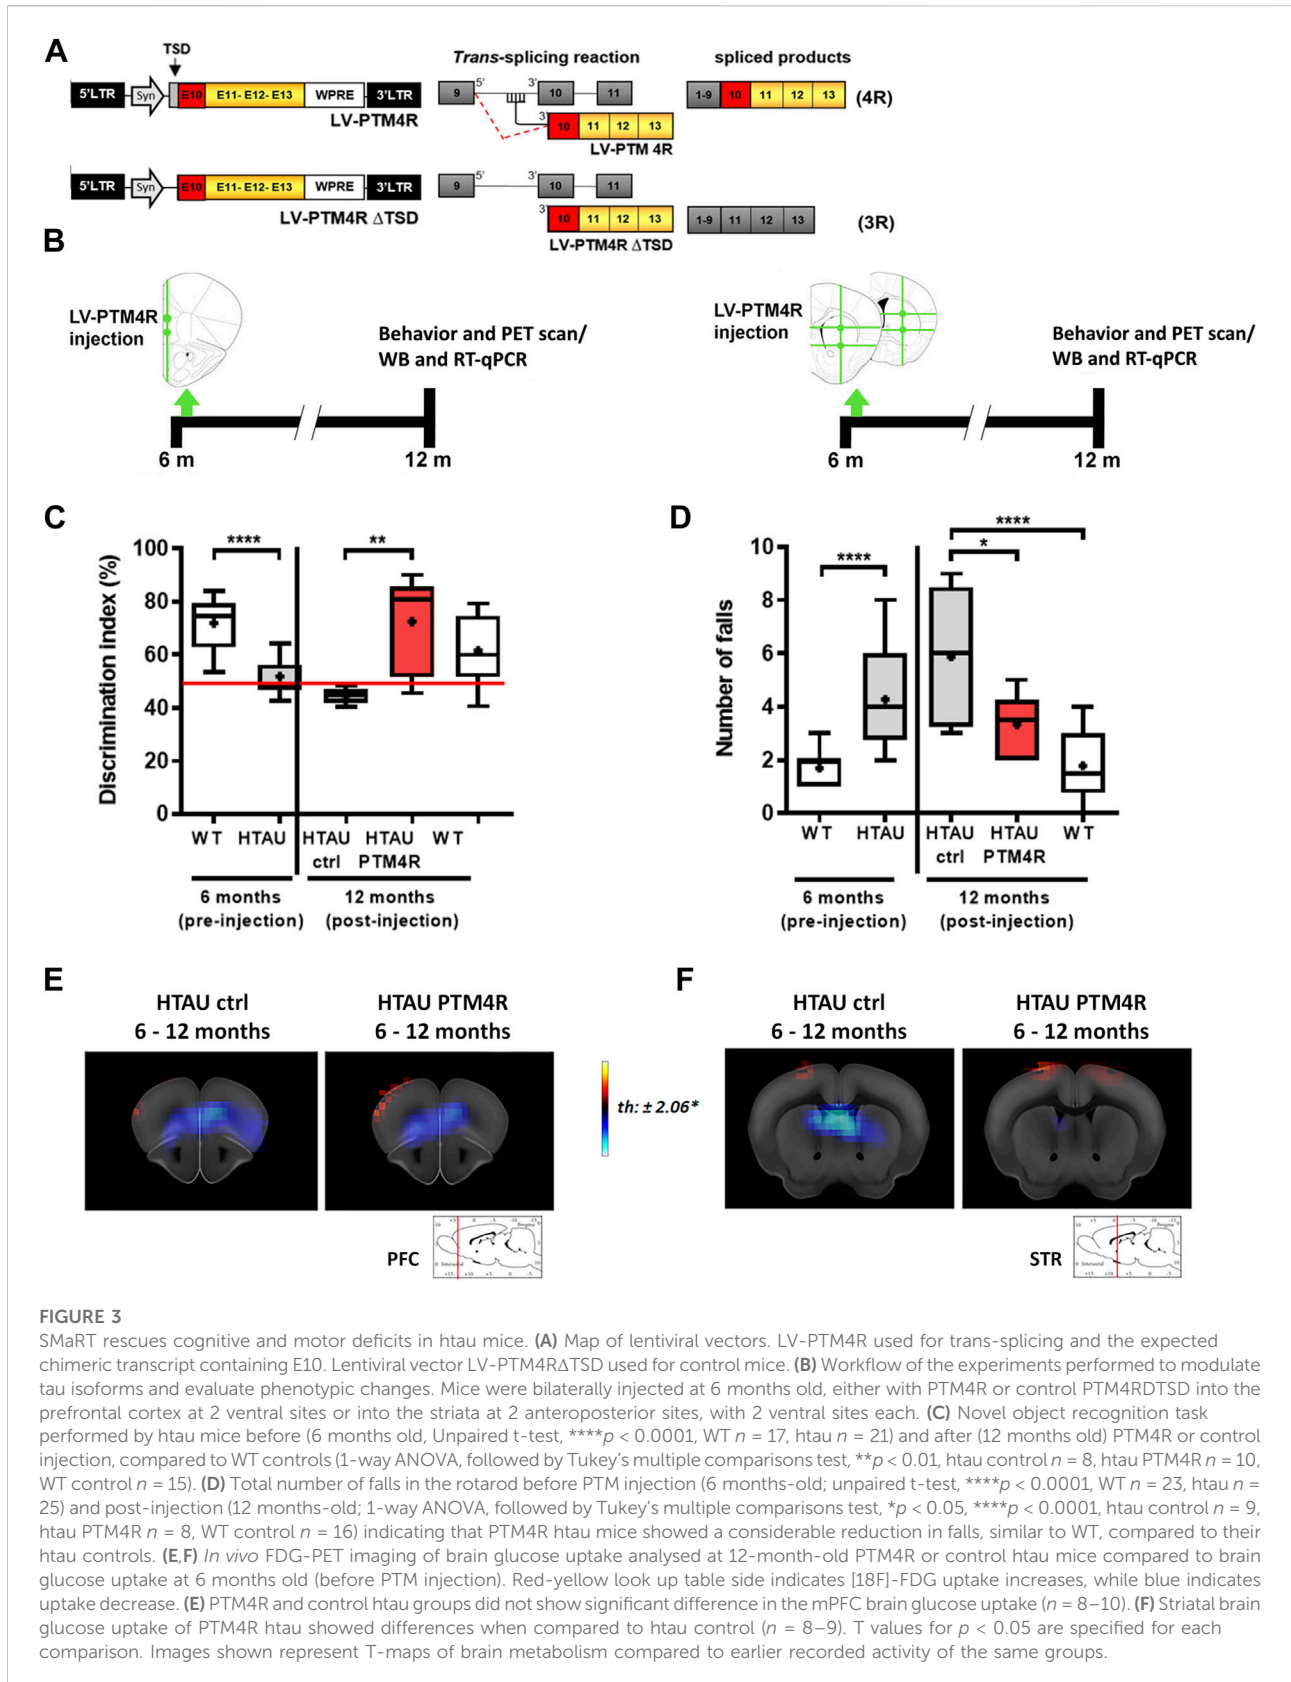 A
TSD
Trans-splicing reaction
spliced products
5'LTR
Syn
E10
E11- E12- E13
WPRE
3'LTR
LV-PTM4R
9
5'
3'
10
11
3'
10
11
12
13
LV-PTM 4R
1-9
10
11
12
13
(4R)
5'LTR
Syn
E10
E11- E12- E13
WPRE
3'LTR
LV-PTM4R ΔTSD
9
5'
3'
10
11
3'
10
11
12
13
LV-PTM4R ΔTSD
1-9
11
12
13
(3R)
B
LV-PTM4R
injection
Behavior and PET scan/
WB and RT-qPCR
6 m
12 m
LV-PTM4R
injection
Behavior and PET scan/
WB and RT-qPCR
6 m
12 m
C
Discrimination index (%)
100
80
60
40
20
0
****
**
WT
HTAU
HTAU
ctrl
HTAU
PTM4R
WT
6 months
(pre-injection)
12 months
(post-injection)
D
Number of falls
10
8
6
4
2
0
****
****
*
WT
HTAU
HTAU
ctrl
HTAU
PTM4R
WT
6 months
(pre-injection)
12 months
(post-injection)
E
HTAU ctrl
6 - 12 months
HTAU PTM4R
6 - 12 months
th: ± 2.06*
PFC
F
HTAU ctrl
6 - 12 months
HTAU PTM4R
6 - 12 months
STR
FIGURE 3
SMaRT rescues cognitive and motor deficits in htau mice. (A) Map of lentiviral vectors. LV-PTM4R used for trans-splicing and the expected
chimeric transcript containing E10. Lentiviral vector LV-PTM4RΔTSD used for control mice. (B) Workflow of the experiments performed to modulate
tau isoforms and evaluate phenotypic changes. Mice were bilaterally injected at 6 months old, either with PTM4R or control PTM4RDTSD into the
prefrontal cortex at 2 ventral sites or into the striata at 2 anteroposterior sites, with 2 ventral sites each. (C) Novel object recognition task
performed by htau mice before (6 months old, Unpaired t-test, ****p < 0.0001, WT n = 17, htau n = 21) and after (12 months old) PTM4R or control
injection, compared to WT controls (1-way ANOVA, followed by Tukey's multiple comparisons test, **p < 0.01, htau control n = 8, htau PTM4R n = 10,
WT control n = 15). (D) Total number of falls in the rotarod before PTM injection (6 months-old; unpaired t-test, ****p < 0.0001, WT n = 23, htau n =
25) and post-injection (12 months-old; 1-way ANOVA, followed by Tukey's multiple comparisons test, *p < 0.05, ****p < 0.0001, htau control n = 9,
htau PTM4R n = 8, WT control n = 16) indicating that PTM4R htau mice showed a considerable reduction in falls, similar to WT, compared to their
htau controls. (E,F) In vivo FDG-PET imaging of brain glucose uptake analysed at 12-month-old PTM4R or control htau mice compared to brain
glucose uptake at 6 months old (before PTM injection). Red-yellow look up table side indicates [18F]-FDG uptake increases, while blue indicates
uptake decrease. (E) PTM4R and control htau groups did not show significant difference in the mPFC brain glucose uptake (n = 8–10). (F) Striatal brain
glucose uptake of PTM4R htau showed differences when compared to htau control (n = 8–9). T values for p < 0.05 are specified for each
comparison. Images shown represent T-maps of brain metabolism compared to earlier recorded activity of the same groups.